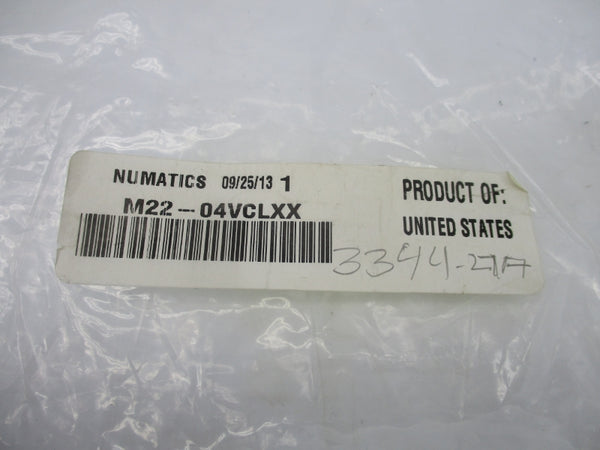 NUMATICS 09/25/13 1
M22-04VCLXX
PRODUCT OF:
UNITED STATES
3344-27A